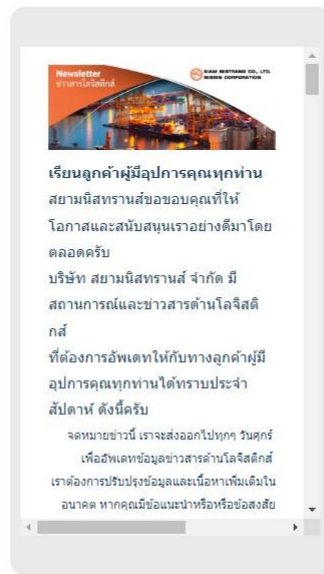 Newsletter
ข่าวสารโลจิสติกส์
SIAM NISTRANS CO., LTD.
NISSIN CORPORATION
เรียนลูกค้าผู้มีอุปการคุณทุกท่าน
สยามนิสทรานส์ขอขอบคุณที่ให้
โอกาสและสนับสนุนเราอย่างดีมาโดย
ตลอดครับ
บริษัท สยามนิสทรานส์ จำกัด มี
สถานการณ์และข่าวสารด้านโลจิสติ
กส์
ที่ต้องการอัพเดทให้กับทางลูกค้าผู้มี
อุปการคุณทุกท่านได้ทราบประจำ
สัปดาห์ ดังนี้ครับ
จดหมายข่าวนี้ เราจะส่งออกไปทุกๆ วันศุกร์
เพื่ออัพเดทข้อมูลข่าวสารด้านโลจิสติกส์
เราต้องการปรับปรุงข้อมูลและเนื้อหาเพิ่มเติมใน
อนาคต หากคุณมีข้อแนะนำหรือหรือข้อสงสัย